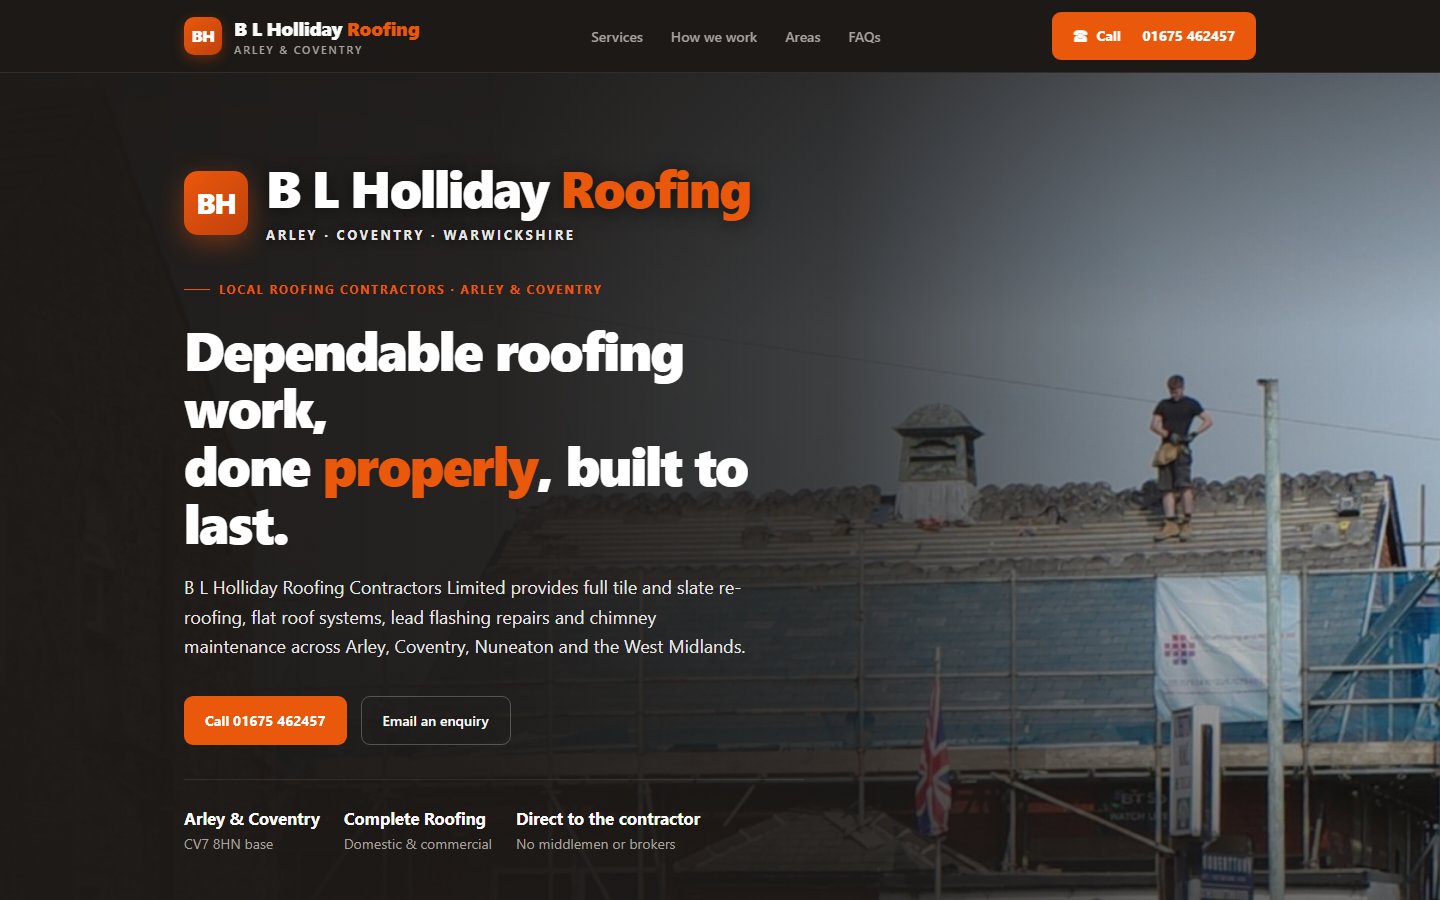 BH
B L Holliday Roofing
ARLEY & COVENTRY
Services
How we work
Areas
FAQs
☎ Call 01675 462457
BH
B L Holliday Roofing
ARLEY · COVENTRY · WARWICKSHIRE
LOCAL ROOFING CONTRACTORS · ARLEY & COVENTRY
Dependable roofing
work,
done properly, built to
last.
B L Holliday Roofing Contractors Limited provides full tile and slate re-
roofing, flat roof systems, lead flashing repairs and chimney
maintenance across Arley, Coventry, Nuneaton and the West Midlands.
Call 01675 462457
Email an enquiry
Arley & Coventry
CV7 8HN base
Complete Roofing
Domestic & commercial
Direct to the contractor
No middlemen or brokers